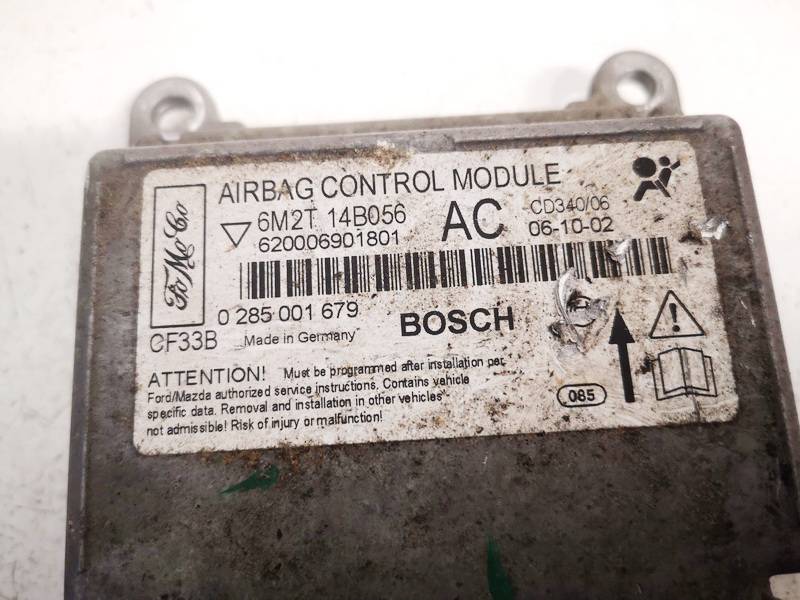 FoMoCo
AIRBAG CONTROL MODULE
6M2T 14B056 AC CD340/06
620006901801 06-10-02
0 285 001 679 BOSCH
CF33B Made in Germany
ATTENTION! Must be programmed after installation per
Ford/Mazda authorized service instructions. Contains vehicle
specific data. Removal and installation in other vehicles
not admissible! Risk of injury or malfunction!
085